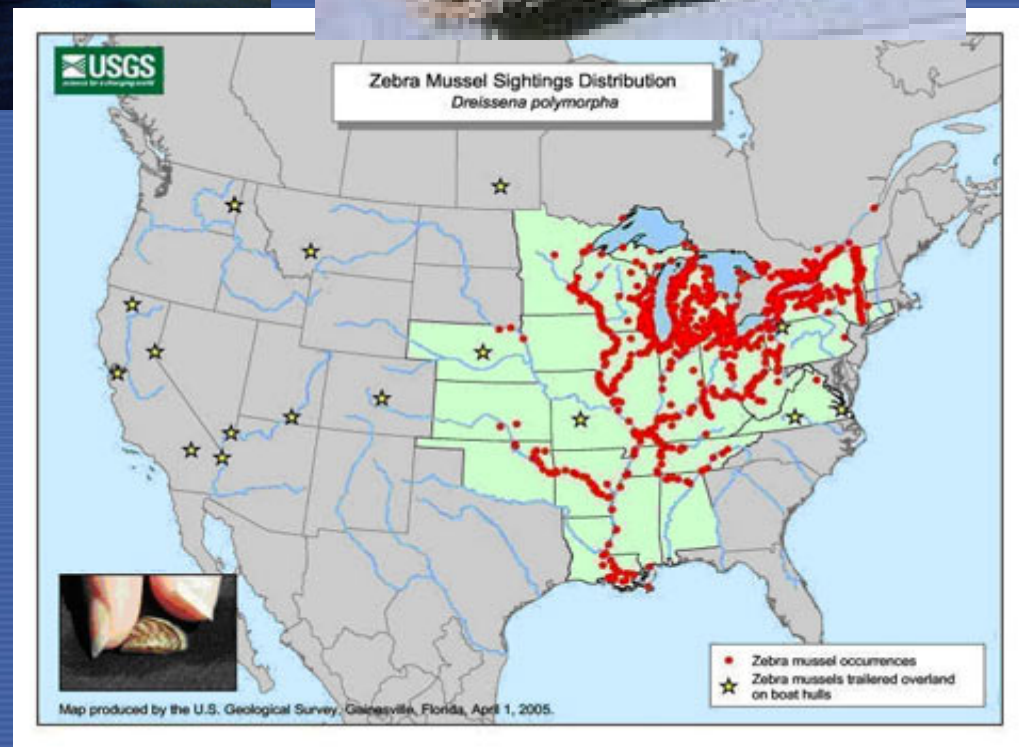 USGS
science for a changing world
Zebra Mussel Sightings Distribution
Dreissena polymorpha
Zebra mussel occurrences
Zebra mussels trailered overland
on boat hulls
Map produced by the U.S. Geological Survey, Gainesville, Florida, April 1, 2005.